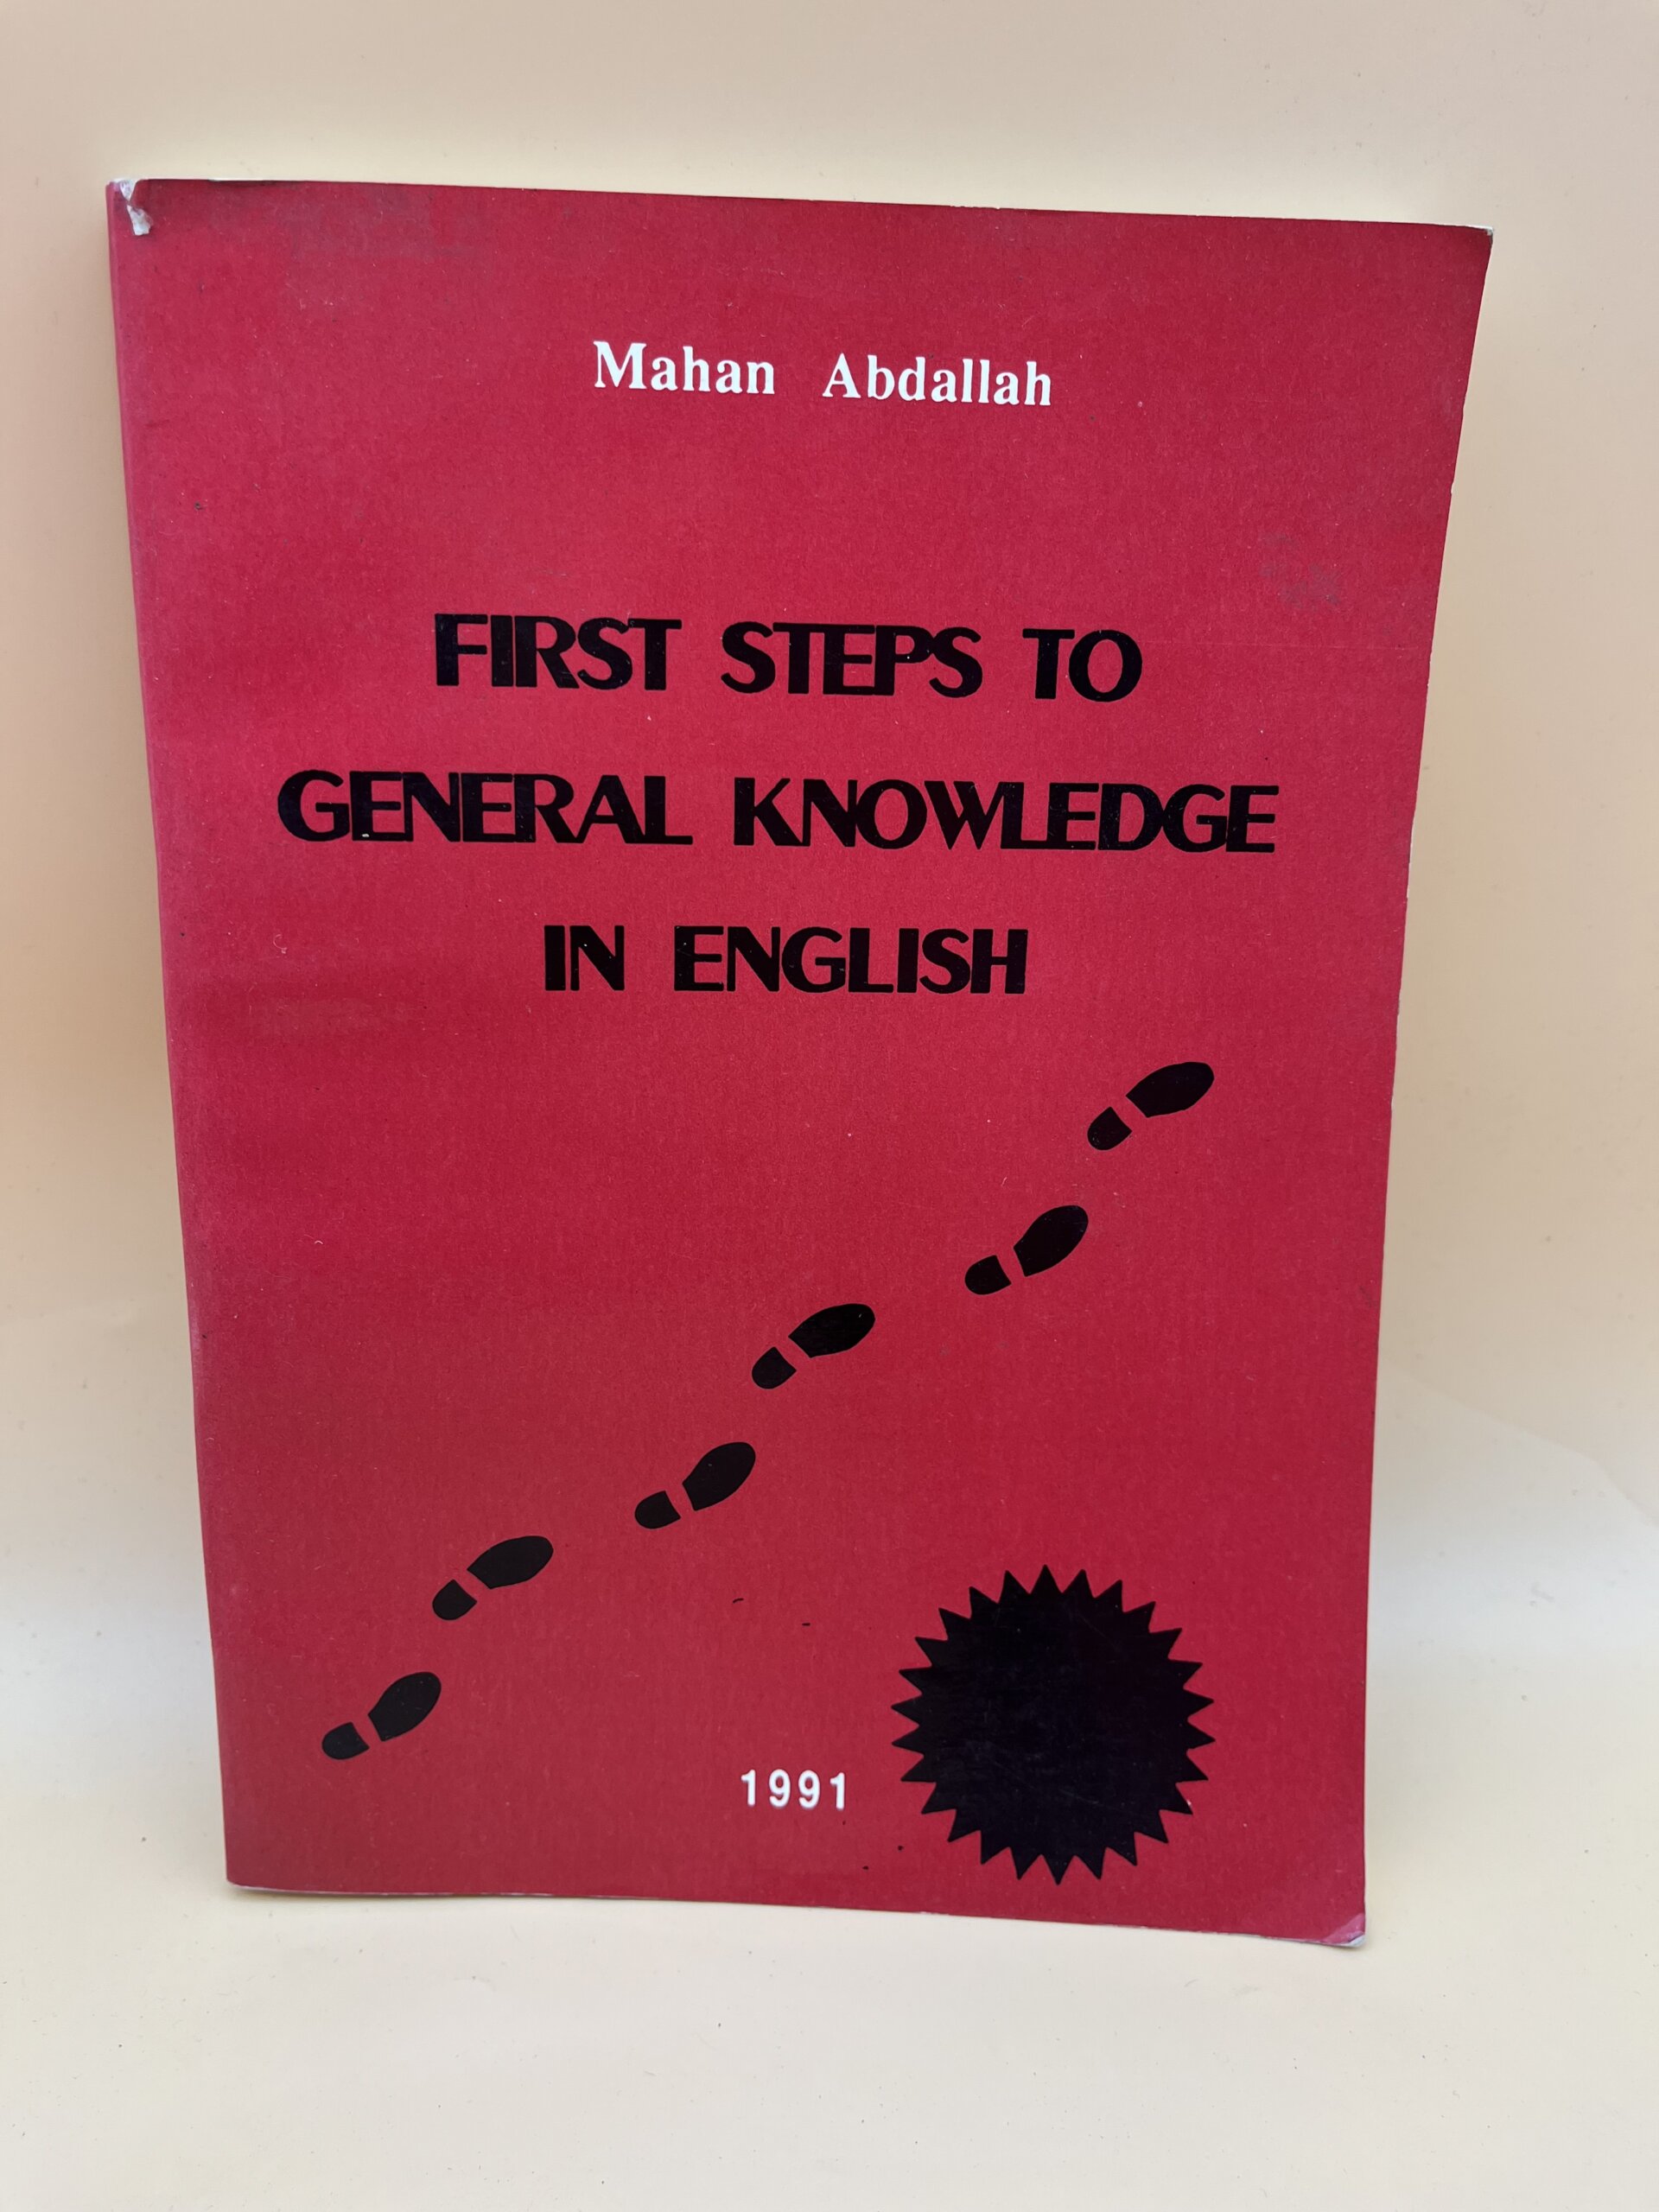 Mahan Abdallah
FIRST STEPS TO
GENERAL KNOWLEDGE
IN ENGLISH
1991